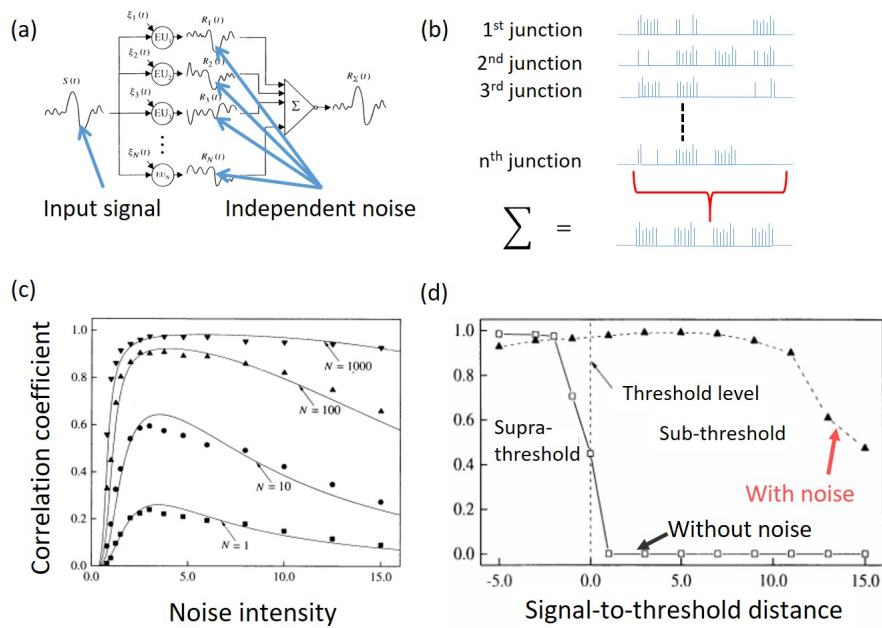 (a)
ξ1(t)
EU1
R1(t)
ξ2(t)
EU2
R2(t)
S(t)
ξ3(t)
EU3
R3(t)
Σ
RΣ(t)
ξN(t)
EUN
RN(t)
Input signal
Independent noise
(b)
1st junction
2nd junction
3rd junction
nth junction
∑ =
(c)
Correlation coefficient
1.0
0.8
0.6
0.4
0.2
0.0
N = 1000
N = 100
N = 10
N = 1
0.0 5.0 10.0 15.0
Noise intensity
(d)
1.0
0.8
0.6
0.4
0.2
0.0
Threshold level
Supra-
threshold
Sub-threshold
With noise
Without noise
-5.0 0.0 5.0 10.0 15.0
Signal-to-threshold distance